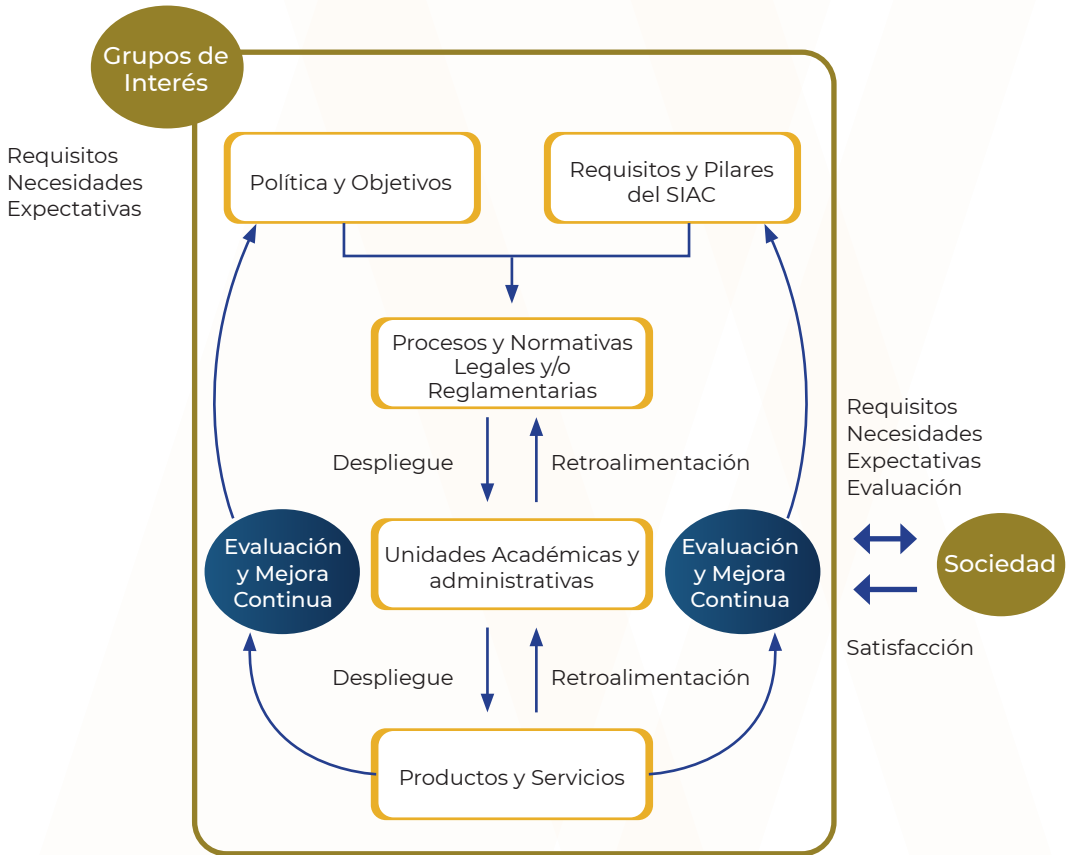 Grupos de
Interés
Requisitos
Necesidades
Expectativas
Política y Objetivos
Requisitos y Pilares
del SIAC
Procesos y Normativas
Legales y/o
Reglamentarias
Despliegue
Retroalimentación
Evaluación
y Mejora
Continua
Unidades Académicas y
administrativas
Evaluación
y Mejora
Continua
Requisitos
Necesidades
Expectativas
Evaluación
Sociedad
Satisfacción
Despliegue
Retroalimentación
Productos y Servicios